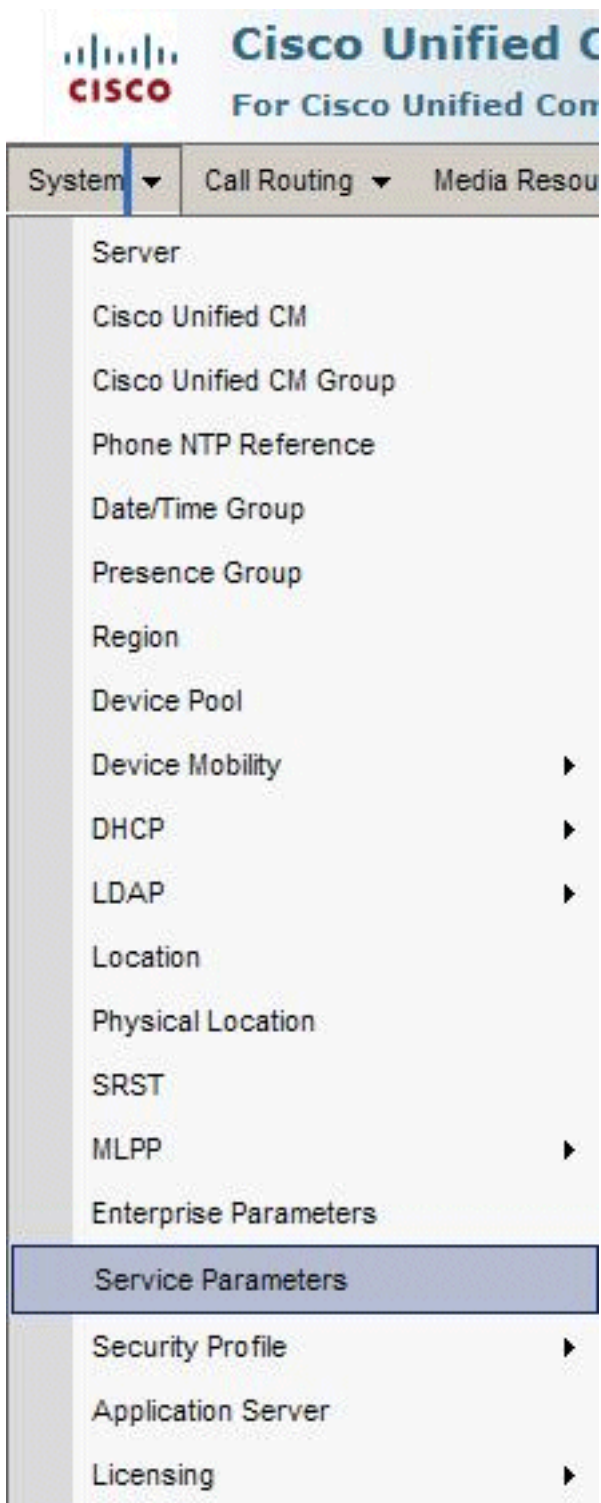 CISCO
Cisco Unified
For Cisco Unified
System Call Routing Media
Server
Cisco Unified CM
Cisco Unified CM Group
Phone NTP Reference
Date/Time Group
Presence Group
Region
Device Pool
Device Mobility
DHCP
LDAP
Location
Physical Location
SRST
MLPP
Enterprise Parameters
Service Parameters
Security Profile
Application Server
Licensing